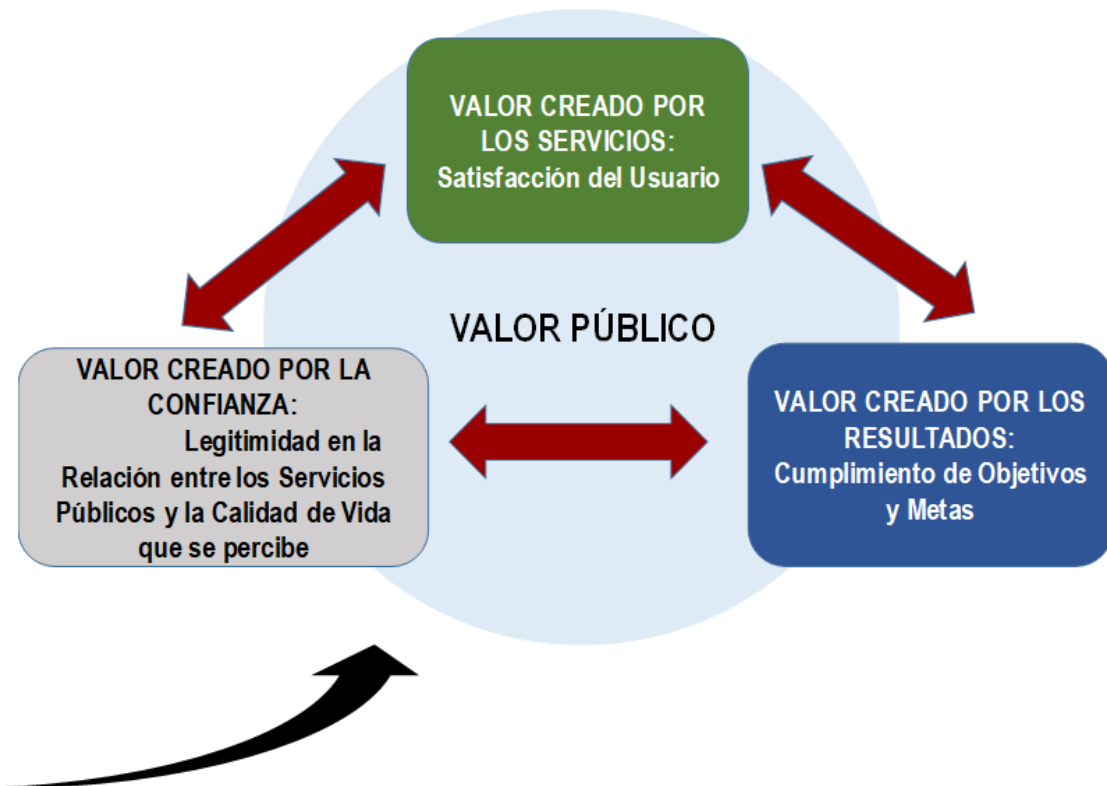 VALOR CREADO POR
LOS SERVICIOS:
Satisfacción del Usuario
VALOR PÚBLICO
VALOR CREADO POR LA
CONFIANZA:
Legitimidad en la
Relación entre los Servicios
Públicos y la Calidad de Vida
que se percibe
VALOR CREADO POR LOS
RESULTADOS:
Cumplimiento de Objetivos
y Metas